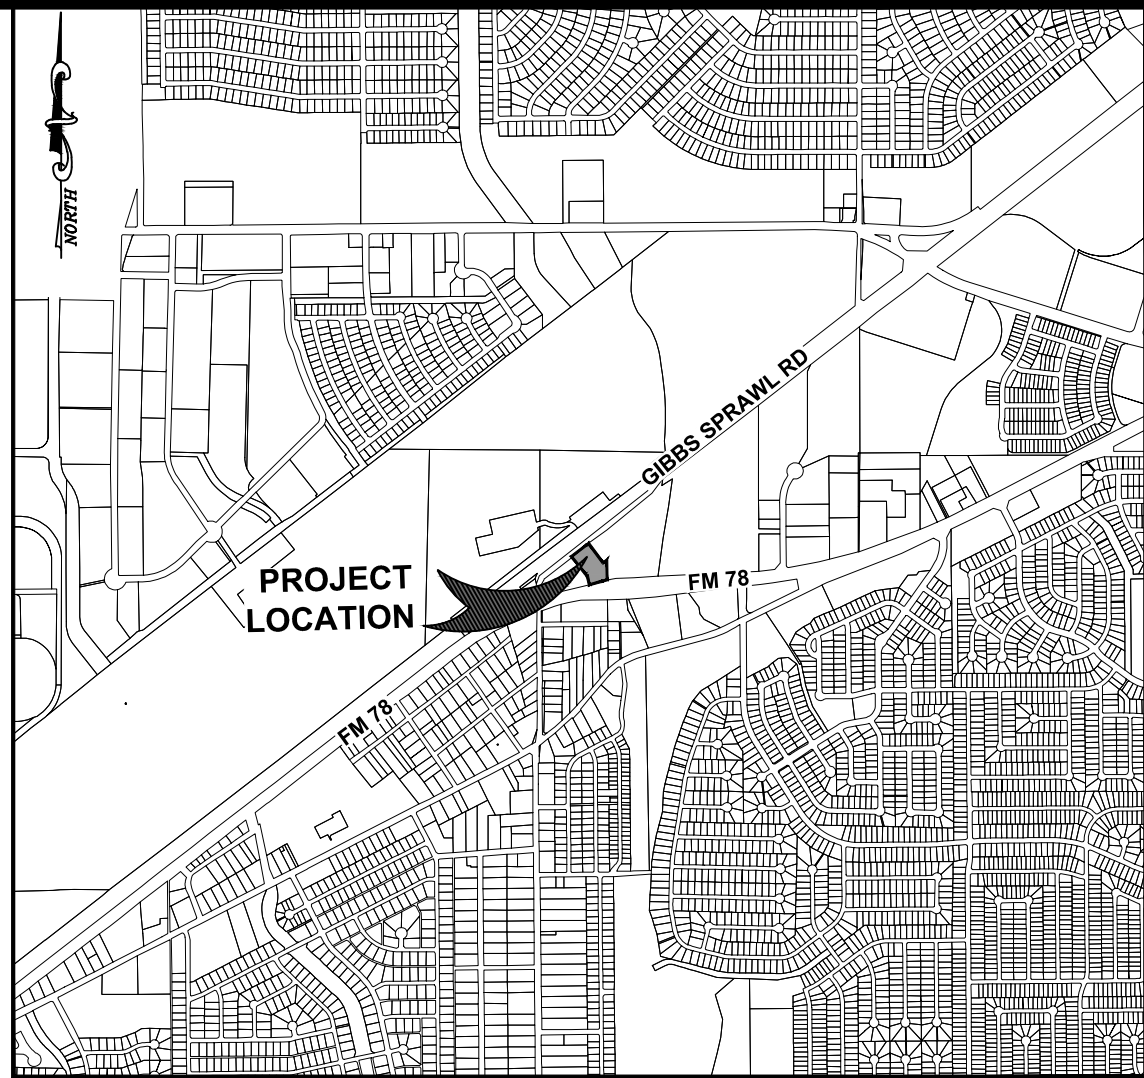 NORTH
GIBBS SPRAWL RD
PROJECT
LOCATION
FM 78
FM 78